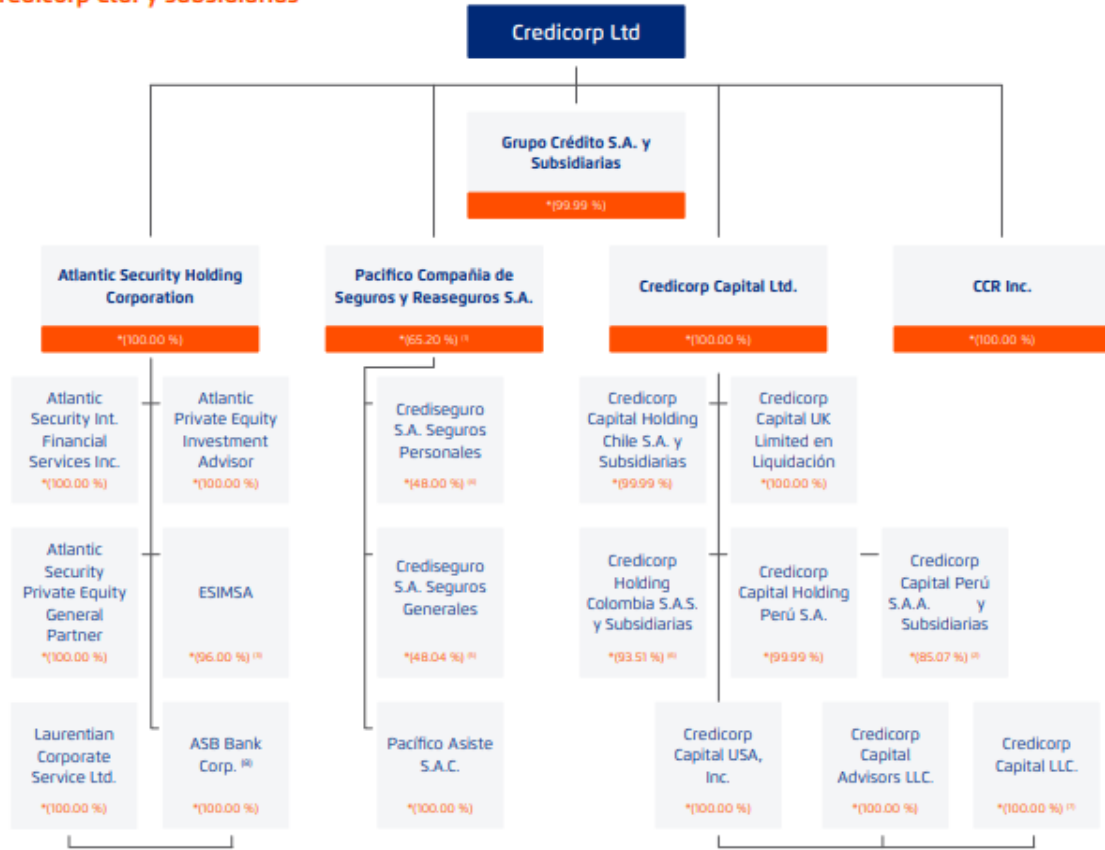 Credicorp Ltd
Grupo Crédito S.A. y
Subsidiarias
*(99.99 %)
Atlantic Security Holding
Corporation
*(100.00 %)
Pacifico Compañia de
Seguros y Reaseguros S.A.
*(65.20 %) (1)
Credicorp Capital Ltd.
*(100.00 %)
CCR Inc.
*(100.00 %)
Atlantic
Security Int.
Financial
Services Inc.
*(100.00 %)
Atlantic
Private Equity
Investment
Advisor
*(100.00 %)
Crediseguro
S.A. Seguros
Personales
*(48.00 %)
Credicorp
Capital Holding
Chile S.A. y
Subsidiarias
*(99.99 %)
Credicorp
Capital UK
Limited en
Liquidación
*(100.00 %)
Atlantic
Security
Private Equity
General
Partner
*(100.00 %)
ESIMSA
*(96.00 %)
Crediseguro
S.A. Seguros
Generales
*(48.04 %)
Credicorp
Holding
Colombia S.A.S.
y Subsidiarias
*(93.51 %)
Credicorp
Capital Holding
Perú S.A.
*(99.99 %)
Credicorp
Capital Perú
S.A.A. y
Subsidiarias
*(85.07 %) (2)
Laurentian
Corporate
Service Ltd.
*(100.00 %)
ASB Bank
Corp. (8)
*(100.00 %)
Pacífico Asiste
S.A.C.
*(100.00 %)
Credicorp
Capital USA,
Inc.
*(100.00 %)
Credicorp
Capital
Advisors LLC.
*(100.00 %)
Credicorp
Capital LLC.
*(100.00 %) (7)